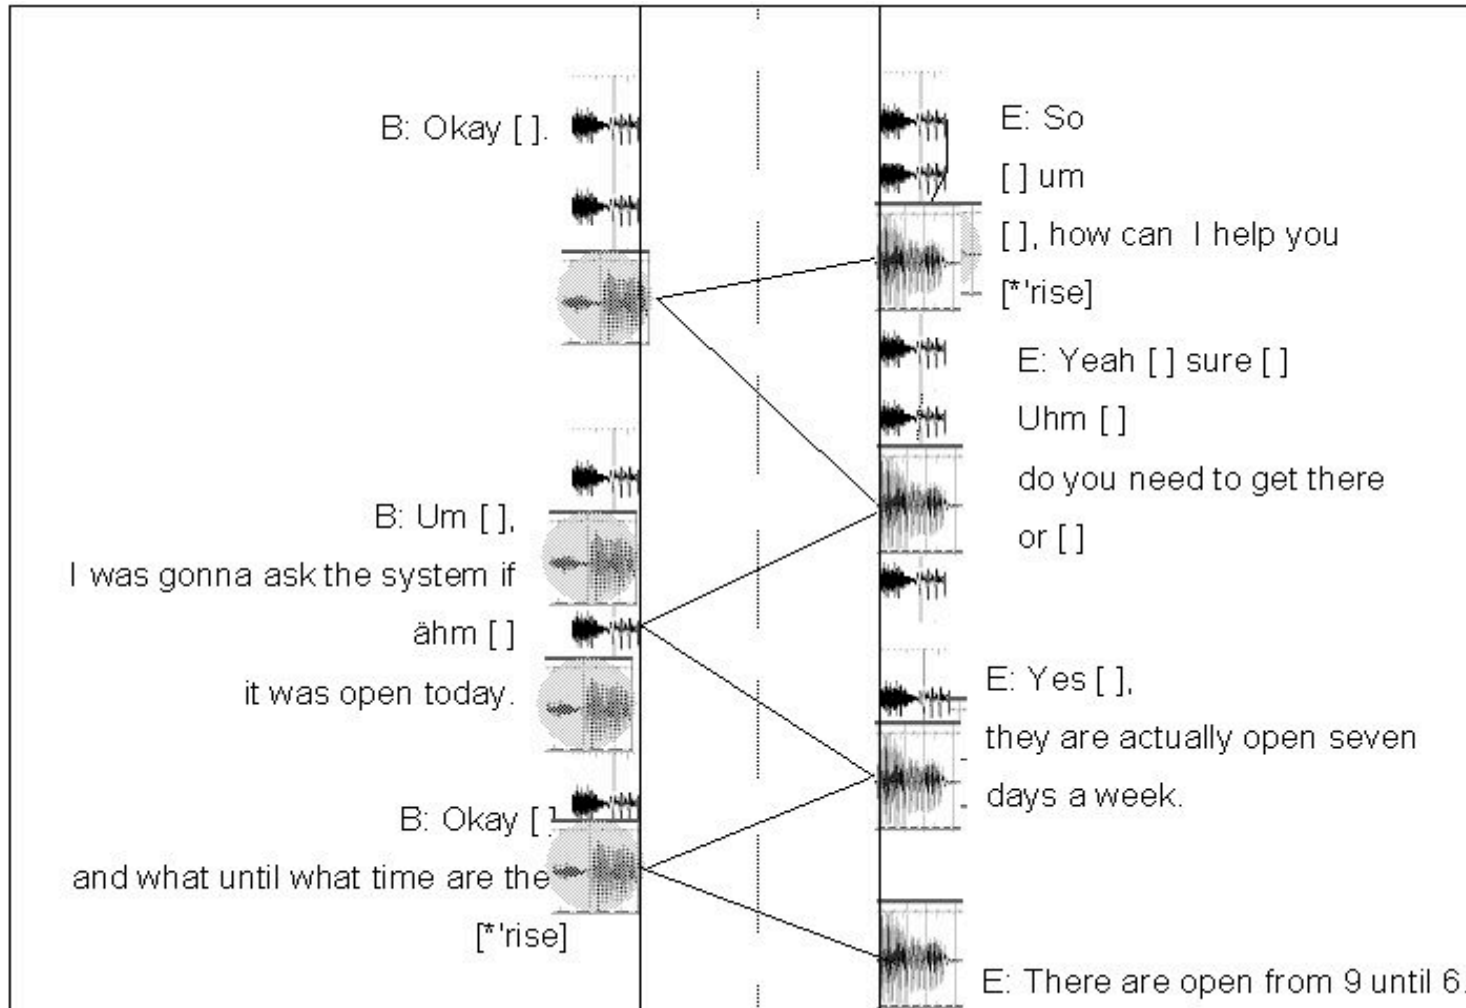 B: Okay [ ].
E: So
[ ] um
[ ], how can I help you
[*'rise]
E: Yeah [ ] sure [ ]
Uhm [ ]
do you need to get there
or [ ]
B: Um [ ],
I was gonna ask the system if
ähm [ ]
it was open today.
E: Yes [ ],
they are actually open seven
days a week.
B: Okay [ ]
and what until what time are the
[*'rise]
E: There are open from 9 until 6.